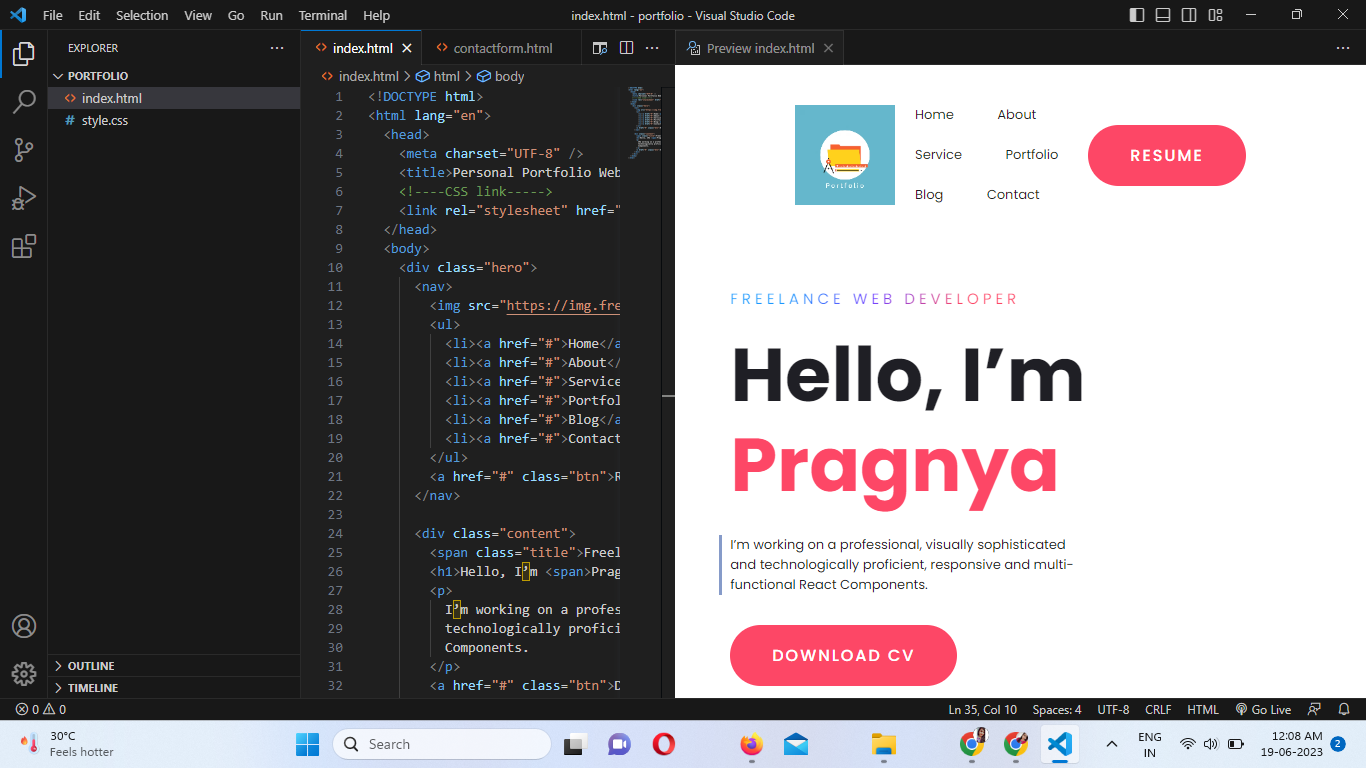 File Edit Selection View Go Run Terminal Help
index.html - portfolio - Visual Studio Code
EXPLORER
PORTFOLIO
index.html
style.css
OUTLINE
TIMELINE
index.html
contactform.html
index.html > html > body
1 <!DOCTYPE html>
2 <html lang="en">
3 <head>
4 <meta charset="UTF-8" />
5 <title>Personal Portfolio Web
6 <!----CSS link----->
7 <link rel="stylesheet" href="
8 </head>
9 <body>
10 <div class="hero">
11 <nav>
12 <img src="https://img.fre
13 <ul>
14 <li><a href="#">Home</a
15 <li><a href="#">About</
16 <li><a href="#">Service
17 <li><a href="#">Portfol
18 <li><a href="#">Blog</a
19 <li><a href="#">Contact
20 </ul>
21 <a href="#" class="btn">R
22 </nav>
23
24 <div class="content">
25 <span class="title">Freel
26 <h1>Hello, I’m <span>Prag
27 <p>
28 I’m working on a profes
29 technologically profici
30 Components.
31 </p>
32 <a href="#" class="btn">D
Preview index.html
Portfolio
Home About
Service Portfolio
Blog Contact
RESUME
FREELANCE WEB DEVELOPER
Hello, I’m
Pragnya
I’m working on a professional, visually sophisticated
and technologically proficient, responsive and multi-
functional React Components.
DOWNLOAD CV
0 0
Ln 35, Col 10 Spaces: 4 UTF-8 CRLF HTML Go Live
30°C
Feels hotter
Search
ENG
IN
12:08 AM
19-06-2023
2